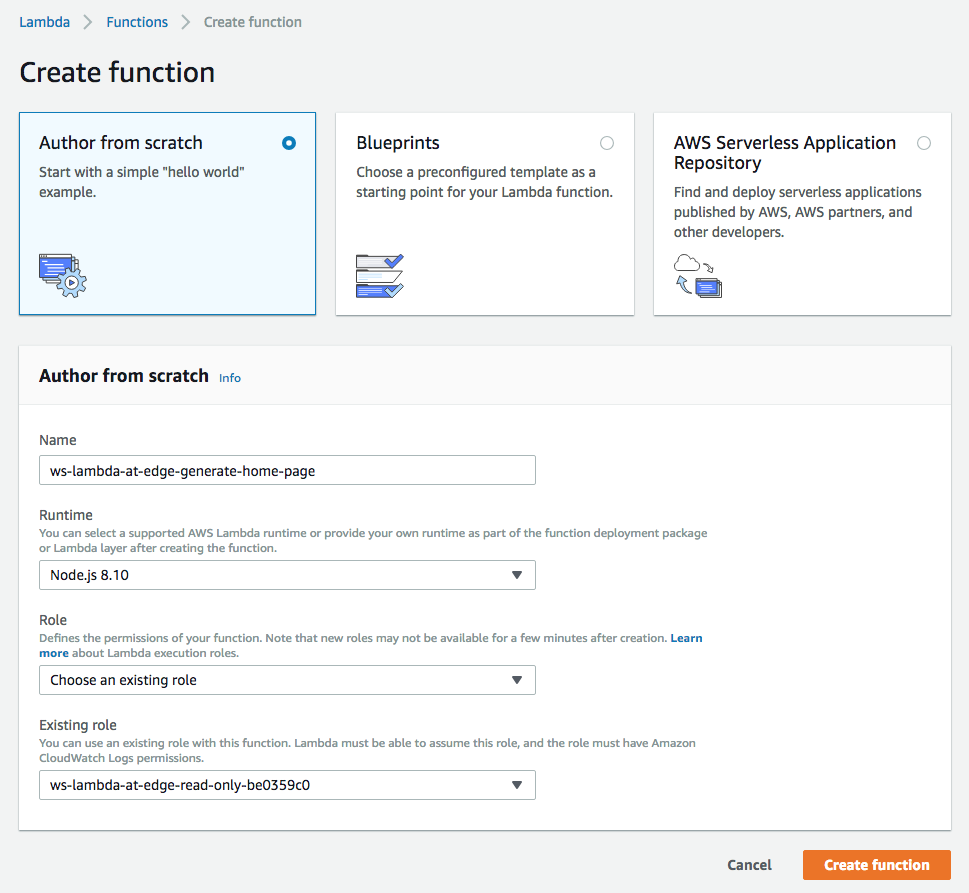 Lambda > Functions > Create function
Create function
Author from scratch
Start with a simple "hello world"
example.
Blueprints
Choose a preconfigured template as a
starting point for your Lambda function.
AWS Serverless Application
Repository
Find and deploy serverless applications
published by AWS, AWS partners, and
other developers.
Author from scratch Info
Name
ws-lambda-at-edge-generate-home-page
Runtime
You can select a supported AWS Lambda runtime or provide your own runtime as part of the function deployment package
or Lambda layer after creating the function.
Node.js 8.10
Role
Defines the permissions of your function. Note that new roles may not be available for a few minutes after creation. Learn
more about Lambda execution roles.
Choose an existing role
Existing role
You can use an existing role with this function. Lambda must be able to assume this role, and the role must have Amazon
CloudWatch Logs permissions.
ws-lambda-at-edge-read-only-be0359c0
Cancel
Create function